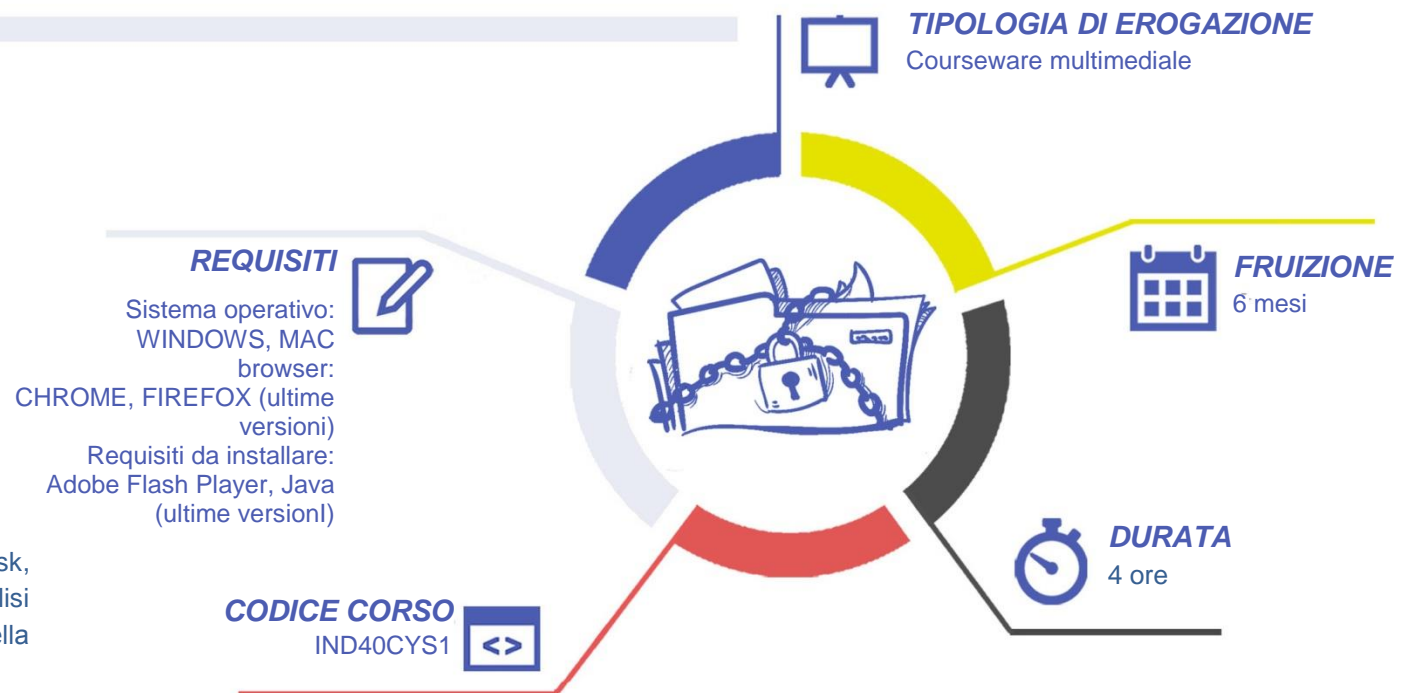 TIPOLOGIA DI EROGAZIONE
Courseware multimediale
REQUISITI
Sistema operativo:
WINDOWS, MAC
browser:
CHROME, FIREFOX (ultime
versioni)
Requisiti da installare:
Adobe Flash Player, Java
(ultime versionI)
FRUIZIONE
6 mesi
DURATA
4 ore
CODICE CORSO
IND40CYS1
<>